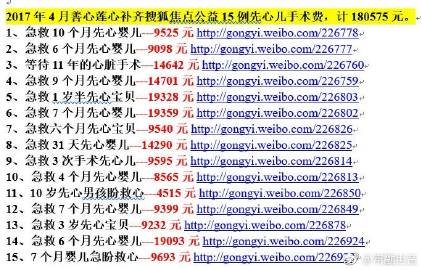 2017 年 4 月善心莲心补齐搜狐焦点公益 15 例先心儿手术费，计 180575 元。
1、急救 10 个月先心婴儿—9525 元 http://gongyi.weibo.com/226778
2、急救 6 个月先心婴儿—9098 元 http://gongyi.weibo.com/226777
3、等待 11 年的心脏手术—14642 元 http://gongyi.weibo.com/226760
4、急救 9 个月先心婴儿—14701 元 http://gongyi.weibo.com/226759
5、急救 1 岁半先心宝贝—19328 元 http://gongyi.weibo.com/226803
6、急救 7 个月先心婴儿—19359 元 http://gongyi.weibo.com/226802
7、急救六个月先心宝贝—9540 元 http://gongyi.weibo.com/226826
8、急救 31 天先心婴儿—14290 元 http://gongyi.weibo.com/226825
9、急救 3 次手术先心儿—9595 元 http://gongyi.weibo.com/226814
10、急救 4 个月先心婴儿—8565 元 http://gongyi.weibo.com/226813
11、10 岁先心男孩盼救心—4515 元 http://gongyi.weibo.com/226850
12、急救 7 个月先心婴儿—9399 元 http://gongyi.weibo.com/226849
13、急救 3 岁先心宝贝—9232 元 http://gongyi.weibo.com/226878
14、急救 6 个月先心婴儿—19093 元 http://gongyi.weibo.com/226924
15、7 个月婴儿急盼救心—9693 元 http://gongyi.weibo.com/2269